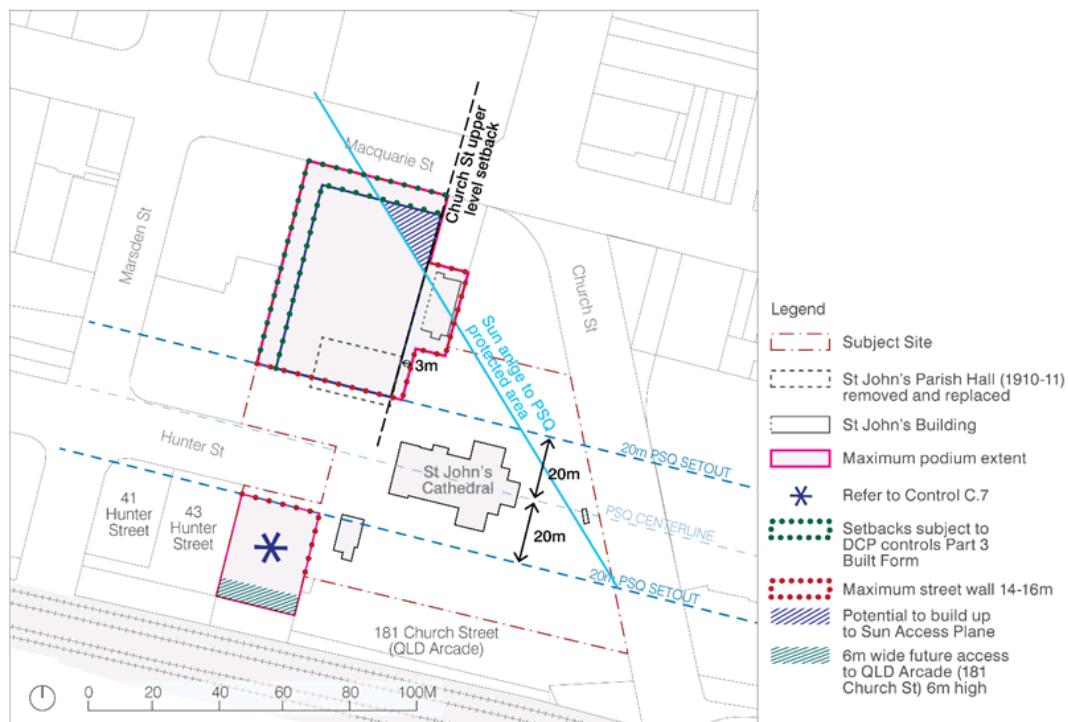 Macquarie St
Church St upper
level setback
Marsden St
Church St
Sun anlge to PSQ
protected area
3m
Hunter St
St John's
Cathedral
20m
20m
20m PSQ SETOUT
PSQ CENTERLINE
20m PSQ SETOUT
41
Hunter
Street
43
Hunter
Street
181 Church Street
(QLD Arcade)
0 20 40 60 80 100M
Legend
Subject Site
St John's Parish Hall (1910-11)
removed and replaced
St John's Building
Maximum podium extent
Refer to Control C.7
Setbacks subject to
DCP controls Part 3
Built Form
Maximum street wall 14-16m
Potential to build up
to Sun Access Plane
6m wide future access
to QLD Arcade (181
Church St) 6m high